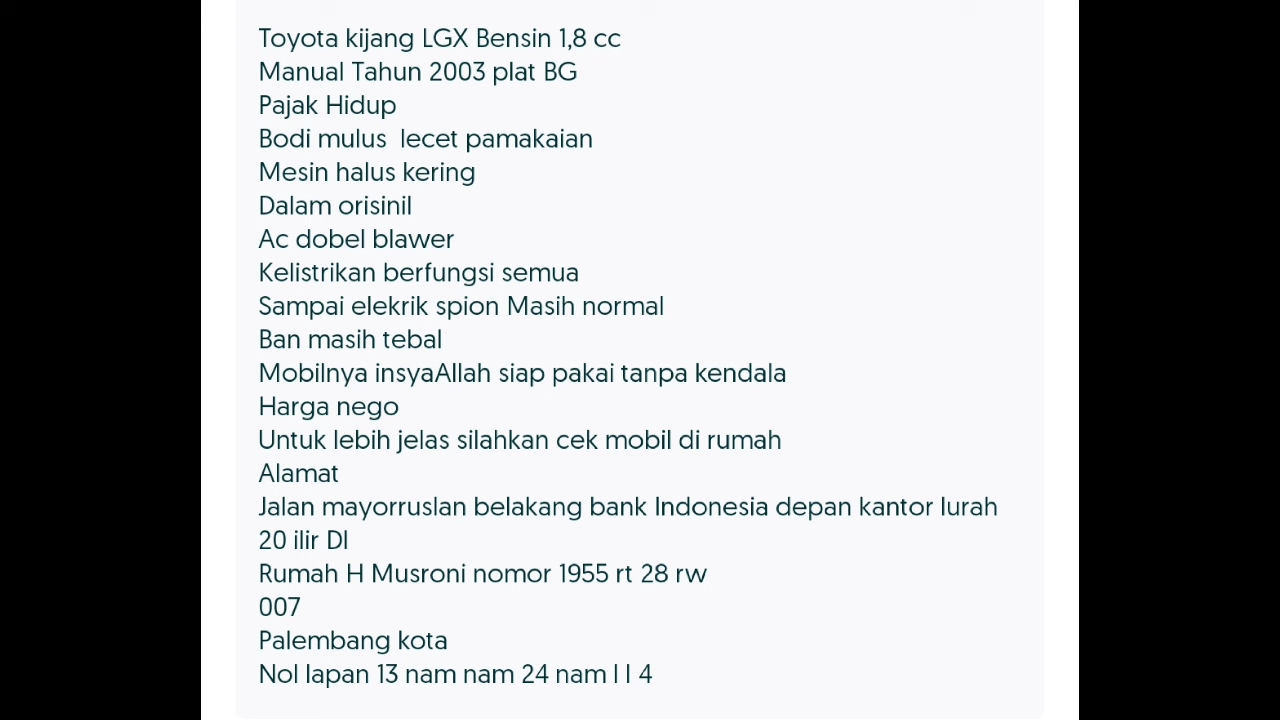 Toyota kijang LGX Bensin 1,8 cc
Manual Tahun 2003 plat BG
Pajak Hidup
Bodi mulus  lecet pamakaian
Mesin halus kering
Dalam orisinil
Ac dobel blawer
Kelistrikan berfungsi semua
Sampai elekrik spion Masih normal
Ban masih tebal
Mobilnya insyaAllah siap pakai tanpa kendala
Harga nego
Untuk lebih jelas silahkan cek mobil di rumah
Alamat
Jalan mayorruslan belakang bank Indonesia depan kantor lurah
20 ilir DI
Rumah H Musroni nomor 1955 rt 28 rw
007
Palembang kota
Nol lapan 13 nam nam 24 nam I I 4